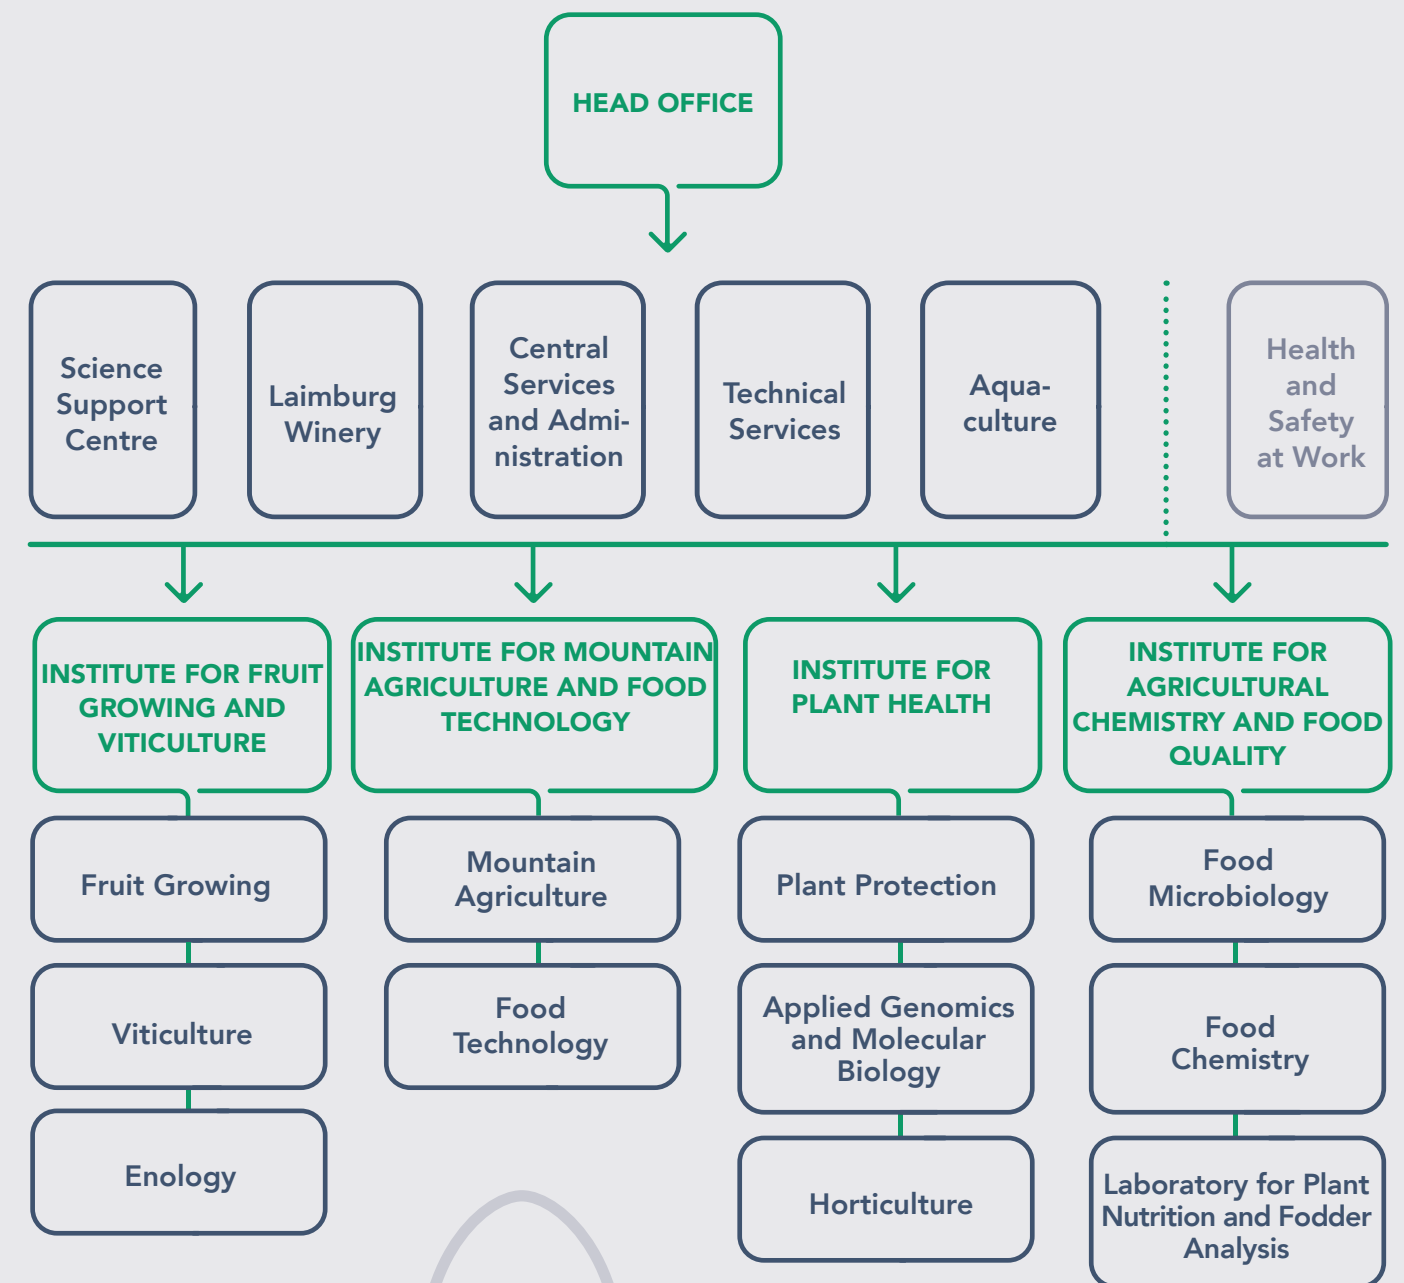 HEAD OFFICE
Science
Support
Centre
Laimburg
Winery
Central
Services
and Admi-
nistration
Technical
Services
Aqua-
culture
Health
and
Safety
at Work
INSTITUTE FOR FRUIT
GROWING AND
VITICULTURE
INSTITUTE FOR MOUNTAIN
AGRICULTURE AND FOOD
TECHNOLOGY
INSTITUTE FOR
PLANT HEALTH
INSTITUTE FOR
AGRICULTURAL
CHEMISTRY AND FOOD
QUALITY
Fruit Growing
Viticulture
Enology
Mountain
Agriculture
Food
Technology
Plant Protection
Applied Genomics
and Molecular
Biology
Horticulture
Food
Microbiology
Food
Chemistry
Laboratory for Plant
Nutrition and Fodder
Analysis